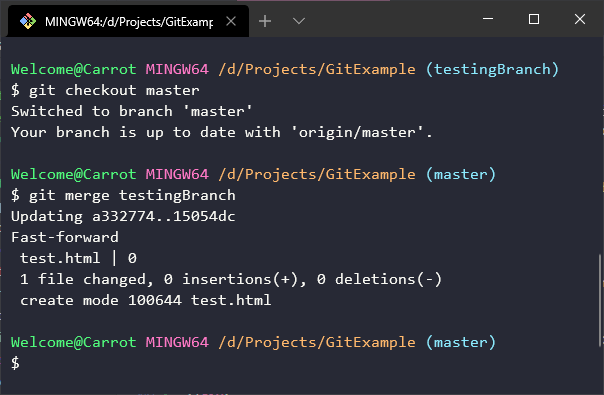 MINGW64:/d/Projects/GitExamp
Welcome@Carrot MINGW64 /d/Projects/GitExample (testingBranch)
$ git checkout master
Switched to branch 'master'
Your branch is up to date with 'origin/master'.
Welcome@Carrot MINGW64 /d/Projects/GitExample (master)
$ git merge testingBranch
Updating a332774..15054dc
Fast-forward
test.html | 0
1 file changed, 0 insertions(+), 0 deletions(-)
create mode 100644 test.html
Welcome@Carrot MINGW64 /d/Projects/GitExample (master)
$